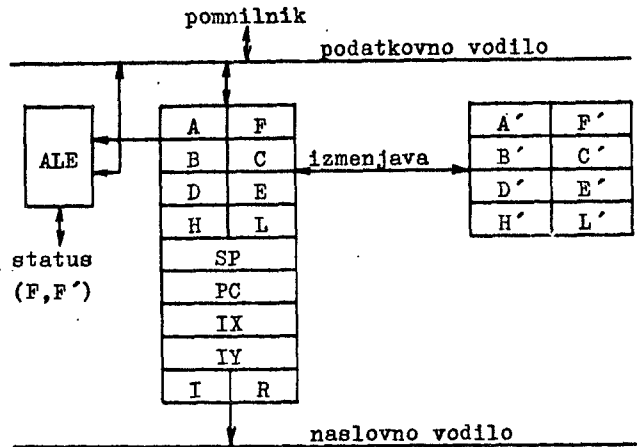 pomnilnik
podatkovno vodilo
A F A´ F´
ALE B C izmenjava B´ C´
D E D´ E´
H L H´ L´
status SP
(F,F´) PC
IX
IY
I R
naslovno vodilo